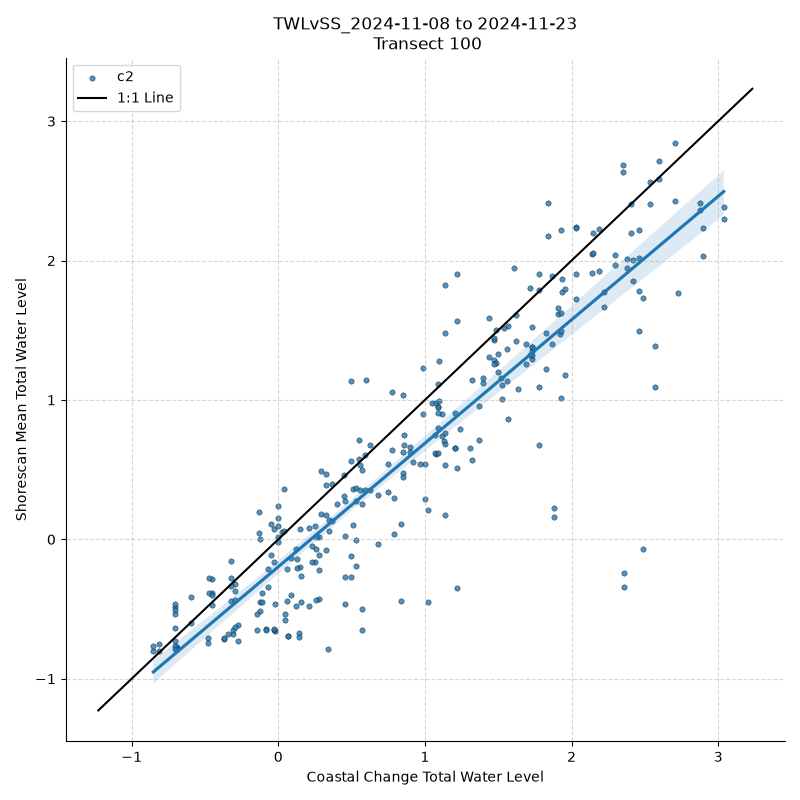 TWLvSS_2024-11-08 to 2024-11-23
Transect 100
c2
1:1 Line
3
2
1
0
−1
Shorescan Mean Total Water Level
−1
0
1
2
3
Coastal Change Total Water Level